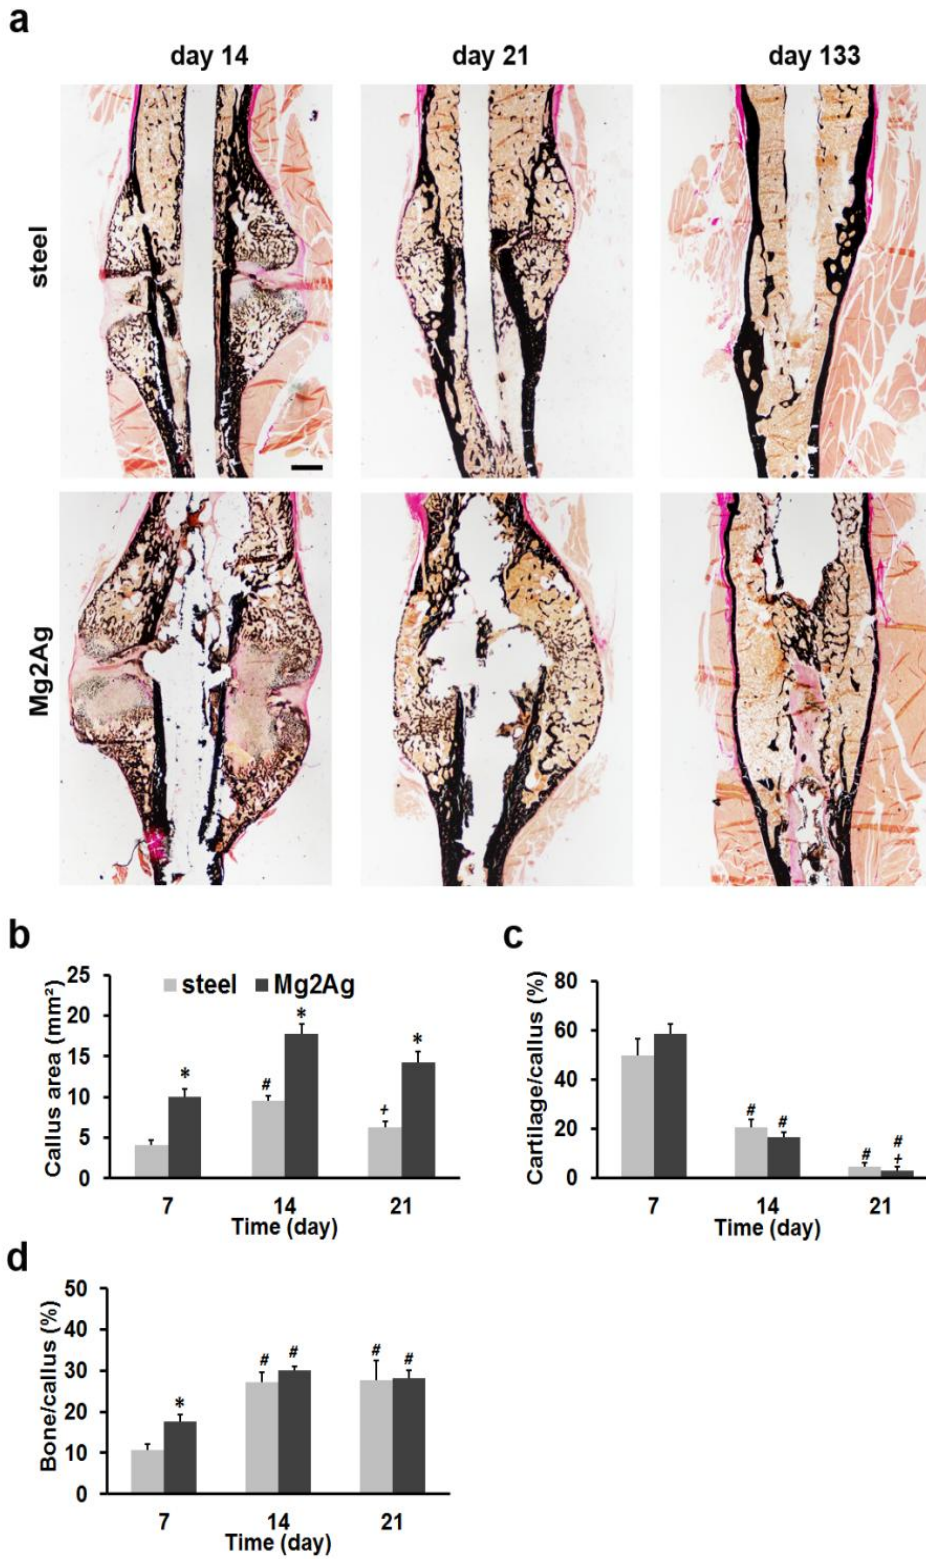 a
day 14 day 21 day 133
steel
Mg2Ag
b
Callus area (mm²)
25
20
15
10
5
0
steel Mg2Ag
*
#
*
+
*
7 14 21
Time (day)
c
Cartilage/callus (%)
80
60
40
20
0
# #
# #
+
7 14 21
Time (day)
d
Bone/callus (%)
50
40
30
20
10
0
*
# #
# #
7 14 21
Time (day)